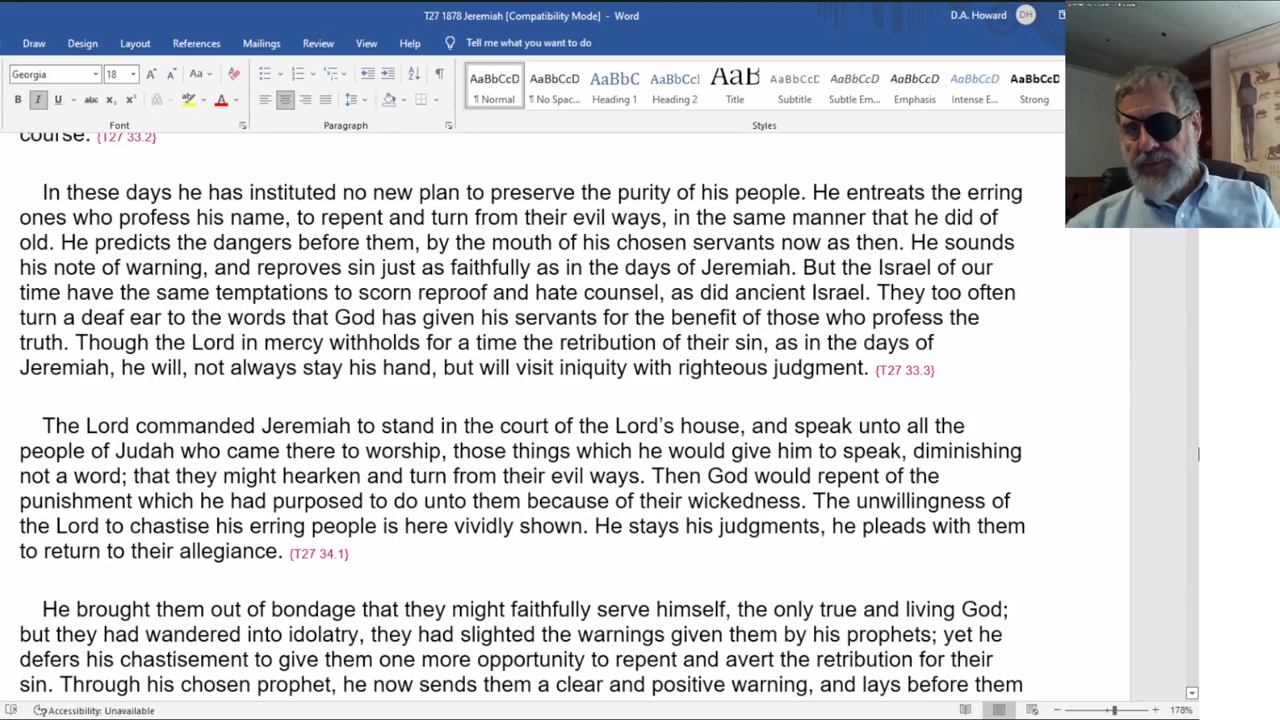 T27 1878 Jeremiah [Compatibility Mode] - Word
D.A. Howard DH
Draw Design Layout References Mailings Review View Help Tell me what you want to do
Georgia 18 Aa
AaBbCcD AaBbCcD AaBbC AaBbCcl AaB AaBbCcD AaBbCcD AaBbCcD AaBbCcD AaBbCcD
B I U abc x₂ x² A ab A
¶ Normal ¶ No Spac... Heading 1 Heading 2 Title Subtitle Subtle Em... Emphasis Intense E... Strong
Font Paragraph Styles
course. {T27 33.2}
In these days he has instituted no new plan to preserve the purity of his people. He entreats the erring
ones who profess his name, to repent and turn from their evil ways, in the same manner that he did of
old. He predicts the dangers before them, by the mouth of his chosen servants now as then. He sounds
his note of warning, and reproves sin just as faithfully as in the days of Jeremiah. But the Israel of our
time have the same temptations to scorn reproof and hate counsel, as did ancient Israel. They too often
turn a deaf ear to the words that God has given his servants for the benefit of those who profess the
truth. Though the Lord in mercy withholds for a time the retribution of their sin, as in the days of
Jeremiah, he will, not always stay his hand, but will visit iniquity with righteous judgment. {T27 33.3}
The Lord commanded Jeremiah to stand in the court of the Lord’s house, and speak unto all the
people of Judah who came there to worship, those things which he would give him to speak, diminishing
not a word; that they might hearken and turn from their evil ways. Then God would repent of the
punishment which he had purposed to do unto them because of their wickedness. The unwillingness of
the Lord to chastise his erring people is here vividly shown. He stays his judgments, he pleads with them
to return to their allegiance. {T27 34.1}
He brought them out of bondage that they might faithfully serve himself, the only true and living God;
but they had wandered into idolatry, they had slighted the warnings given them by his prophets; yet he
defers his chastisement to give them one more opportunity to repent and avert the retribution for their
sin. Through his chosen prophet, he now sends them a clear and positive warning, and lays before them
Accessibility: Unavailable
178%